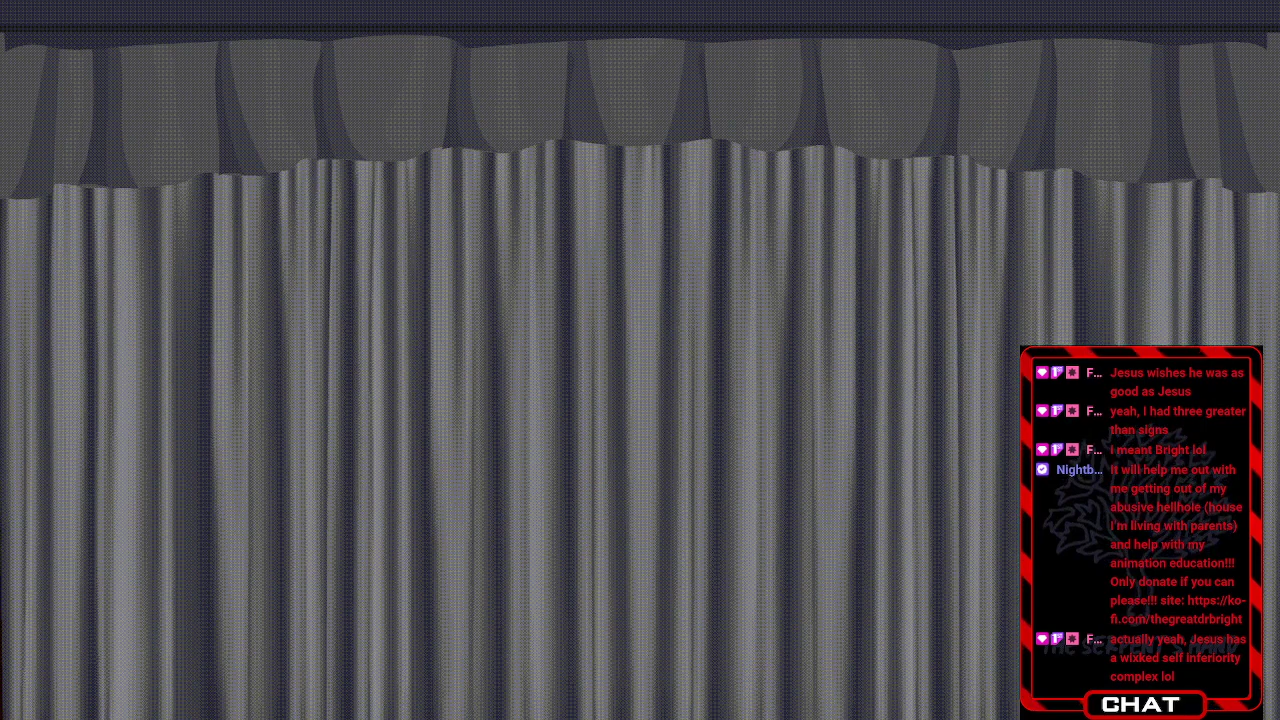 F... Jesus wishes he was as
good as Jesus
F... yeah, I had three greater
than signs
F... I meant Bright lol
Nightb... It will help me out with
me getting out of my
abusive hellhole (house
I'm living with parents)
and help with my
animation education!!!
Only donate if you can
please!!! site: https://ko-
fi.com/thegreatdrbright
F... actually yeah, Jesus has
THE SERPENT'S HAND
a wixked self inferiority
complex lol
CHAT